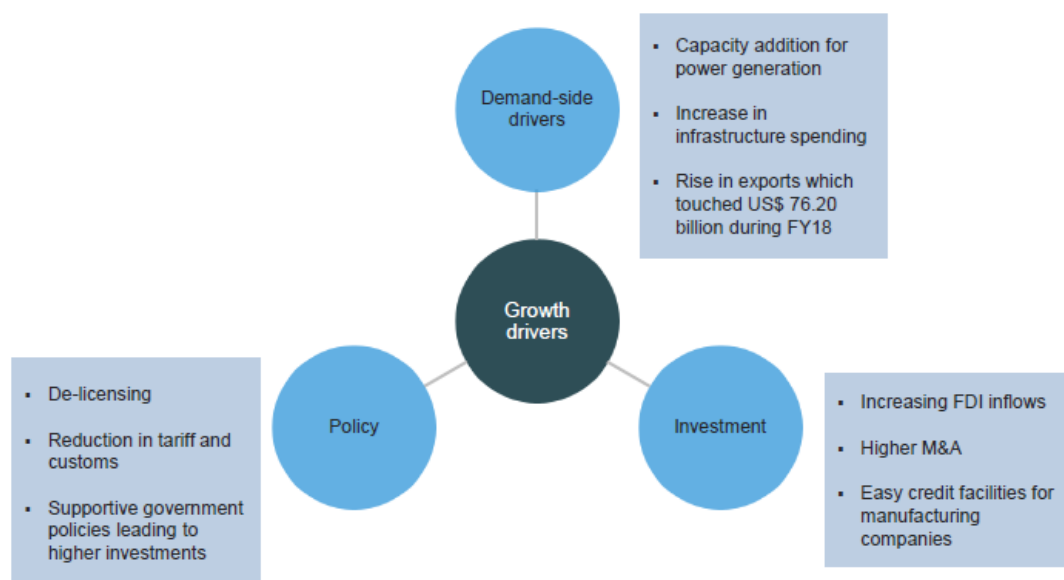 Demand-side
drivers
▪ Capacity addition for
power generation
▪ Increase in
infrastructure spending
▪ Rise in exports which
touched US$ 76.20
billion during FY18
Growth
drivers
▪ De-licensing
▪ Reduction in tariff and
customs
▪ Supportive government
policies leading to
higher investments
Policy
Investment
▪ Increasing FDI inflows
▪ Higher M&A
▪ Easy credit facilities for
manufacturing
companies